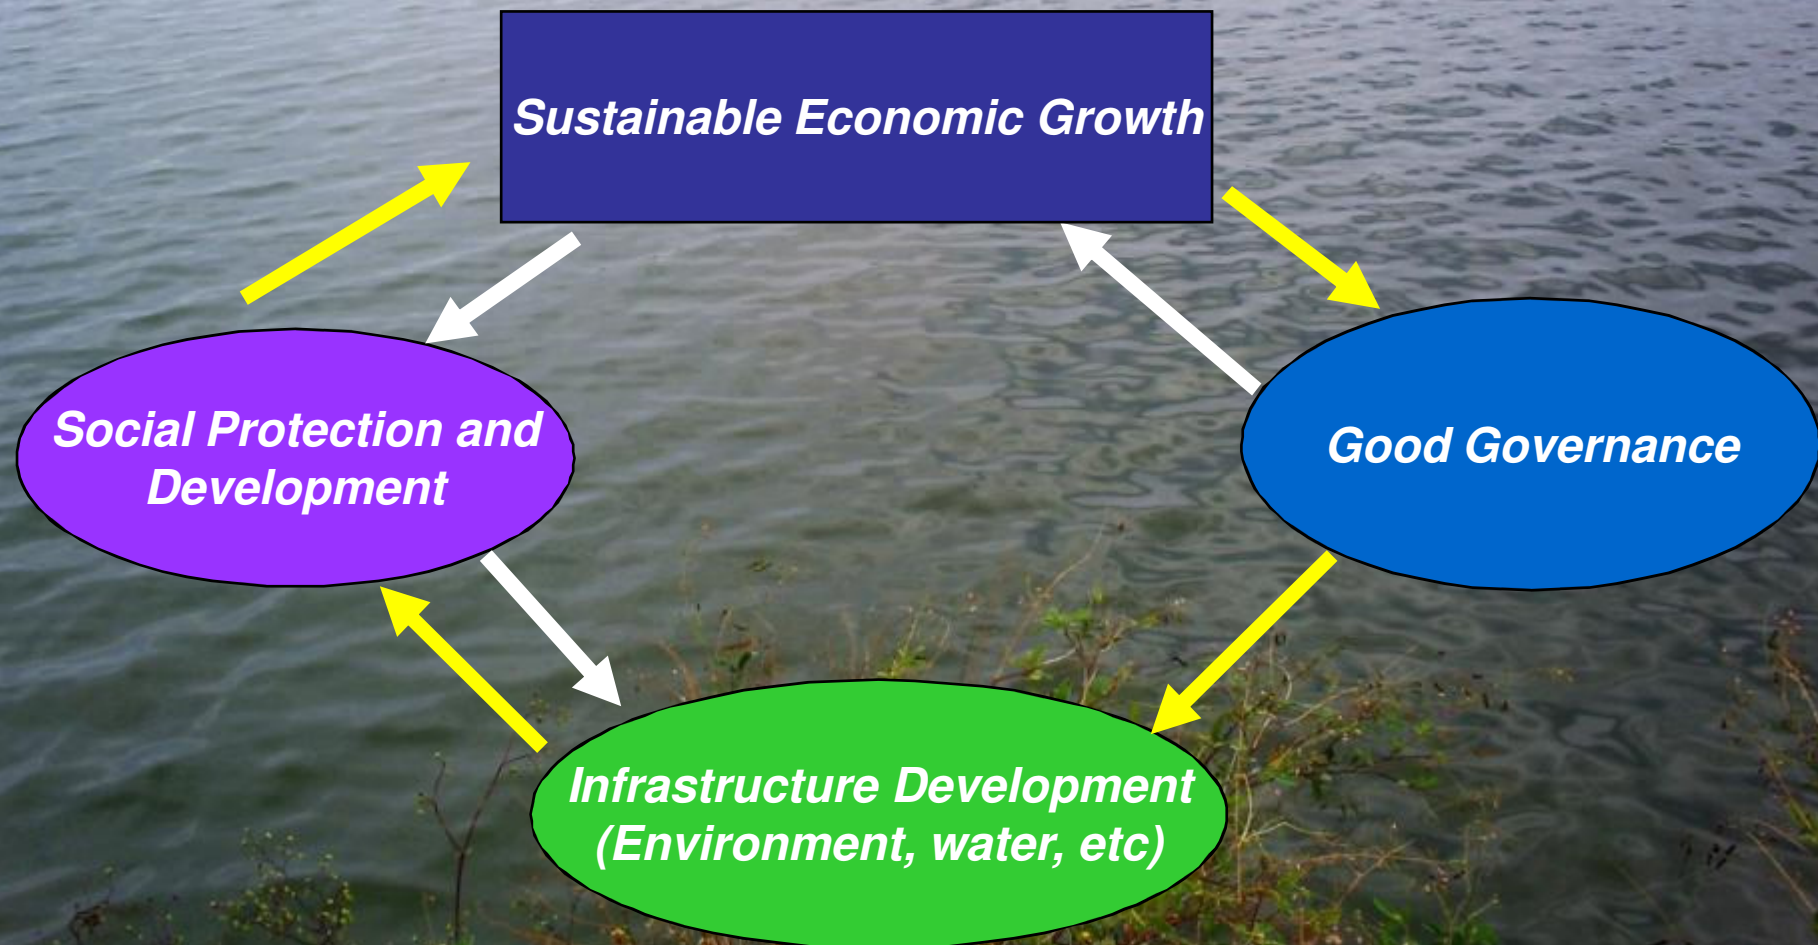 Sustainable Economic Growth
Social Protection and
Development
Good Governance
Infrastructure Development
(Environment, water, etc)